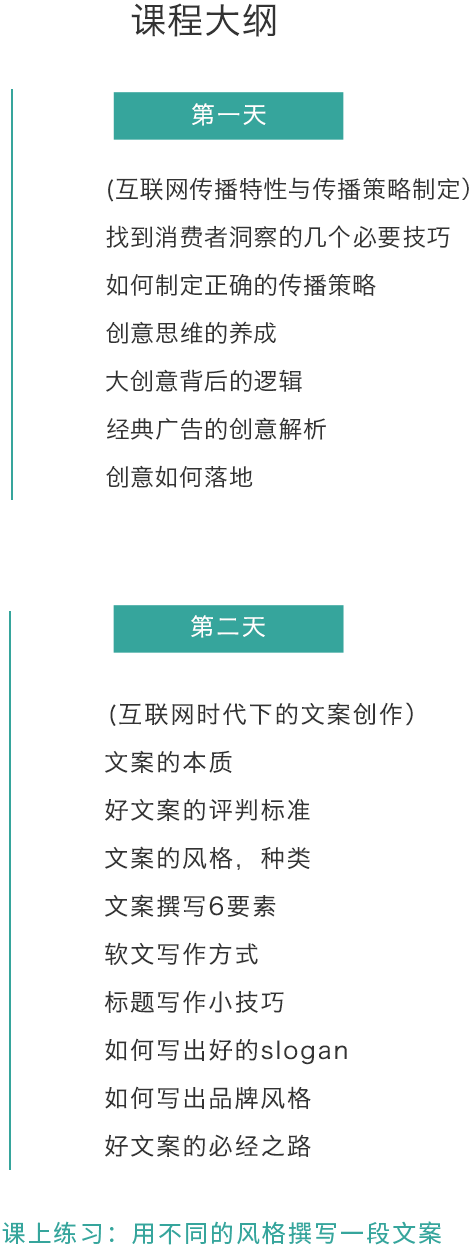 课程大纲
第一天
(互联网传播特性与传播策略制定)
找到消费者洞察的几个必要技巧
如何制定正确的传播策略
创意思维的养成
大创意背后的逻辑
经典广告的创意解析
创意如何落地
第二天
(互联网时代下的文案创作)
文案的本质
好文案的评判标准
文案的风格，种类
文案撰写6要素
软文写作方式
标题写作小技巧
如何写出好的slogan
如何写出品牌风格
好文案的必经之路
课上练习：用不同的风格撰写一段文案